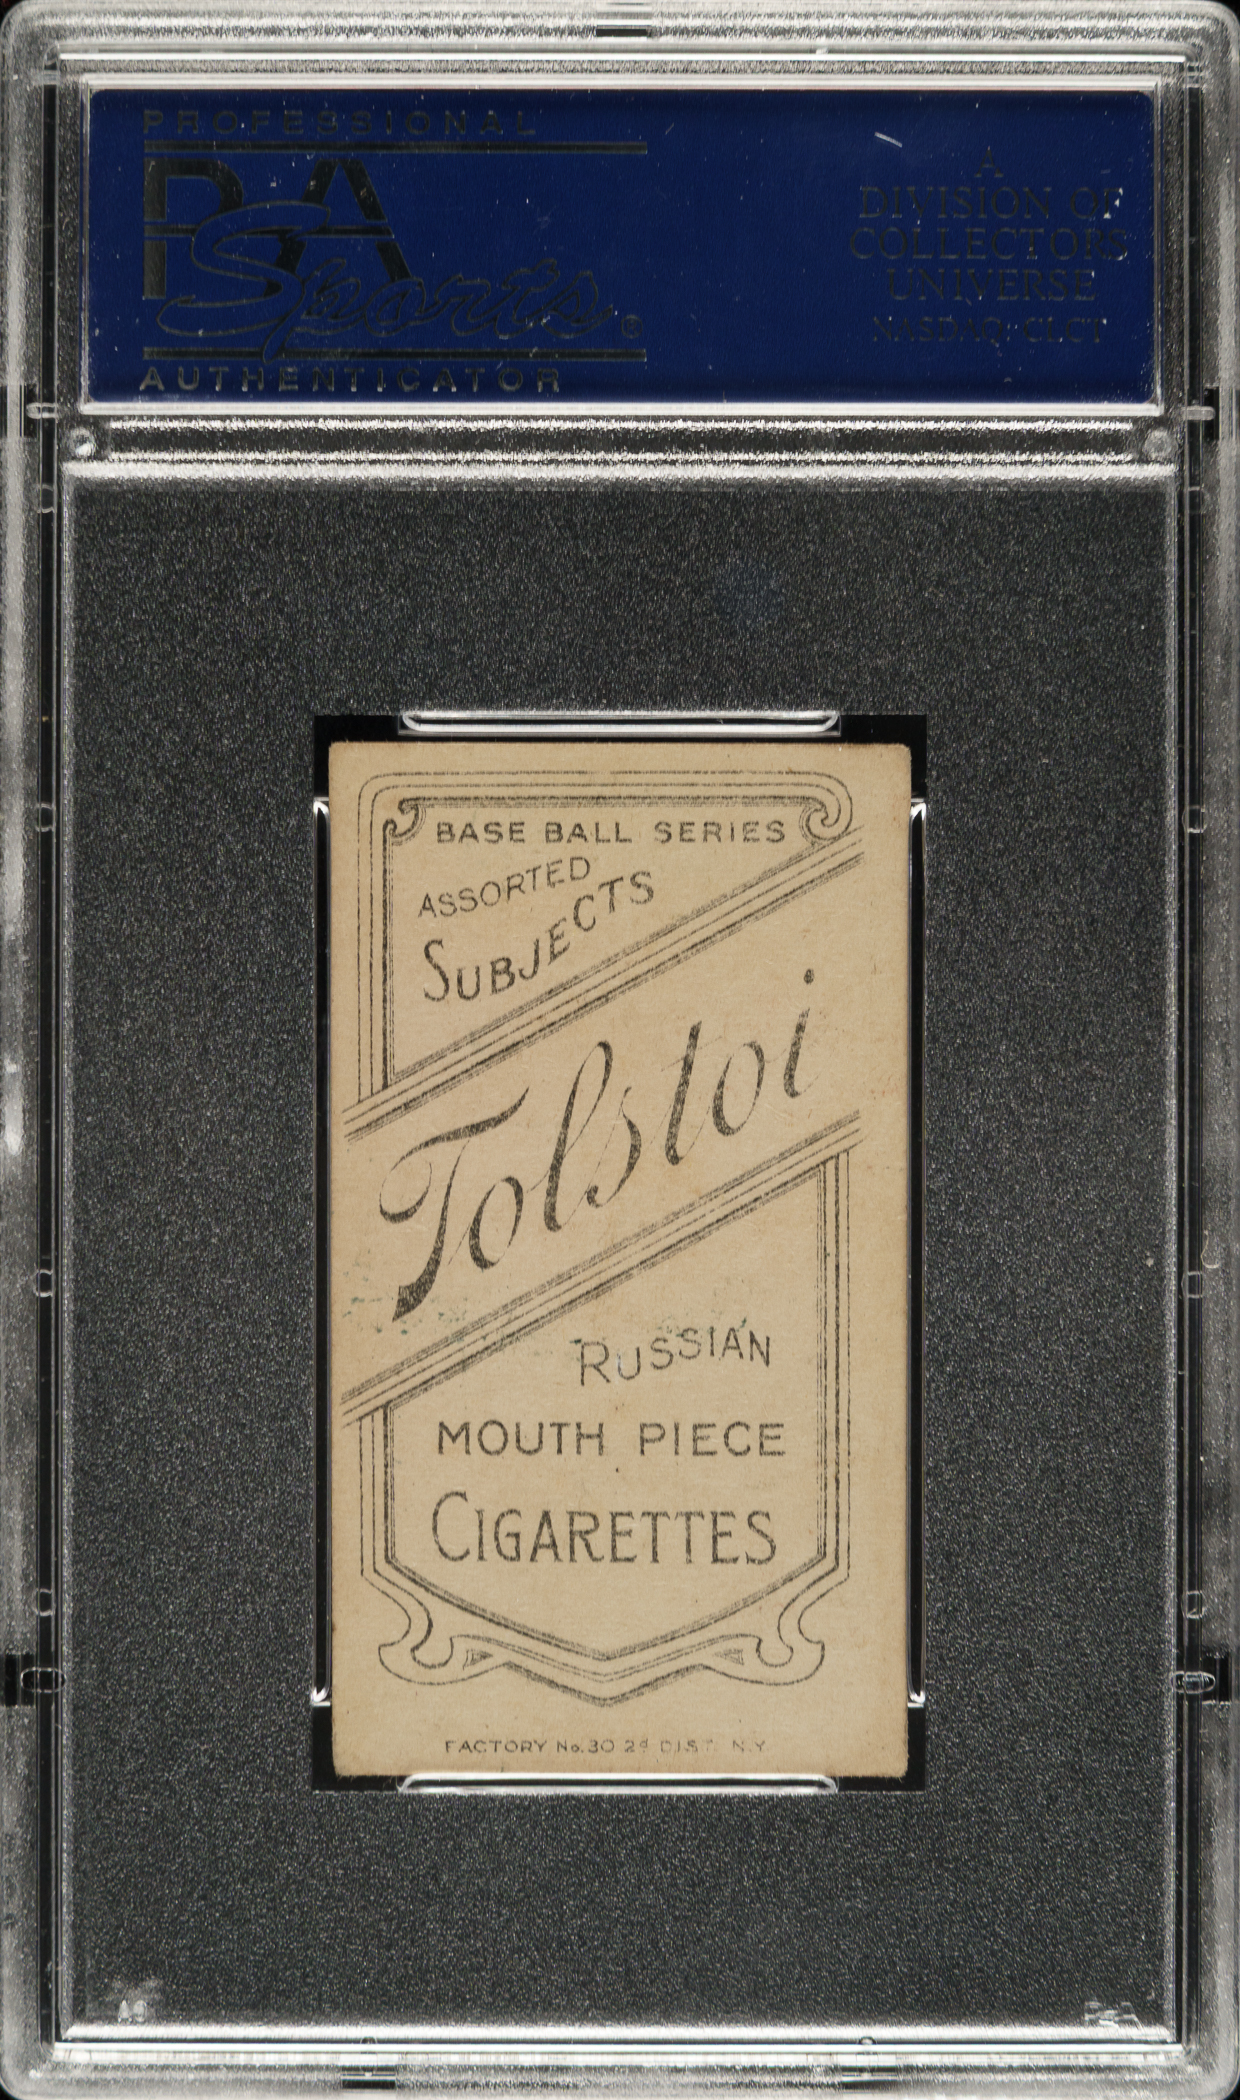 PROFESSIONAL
PSA
Sports®
AUTHENTICATOR
A
DIVISION OF
COLLECTORS
UNIVERSE
NASDAQ: CLCT
BASE BALL SERIES
ASSORTED
SUBJECTS
Tolstoi
RUSSIAN
MOUTH PIECE
CIGARETTES
FACTORY No. 30 2d DIST. N.Y.
PSA